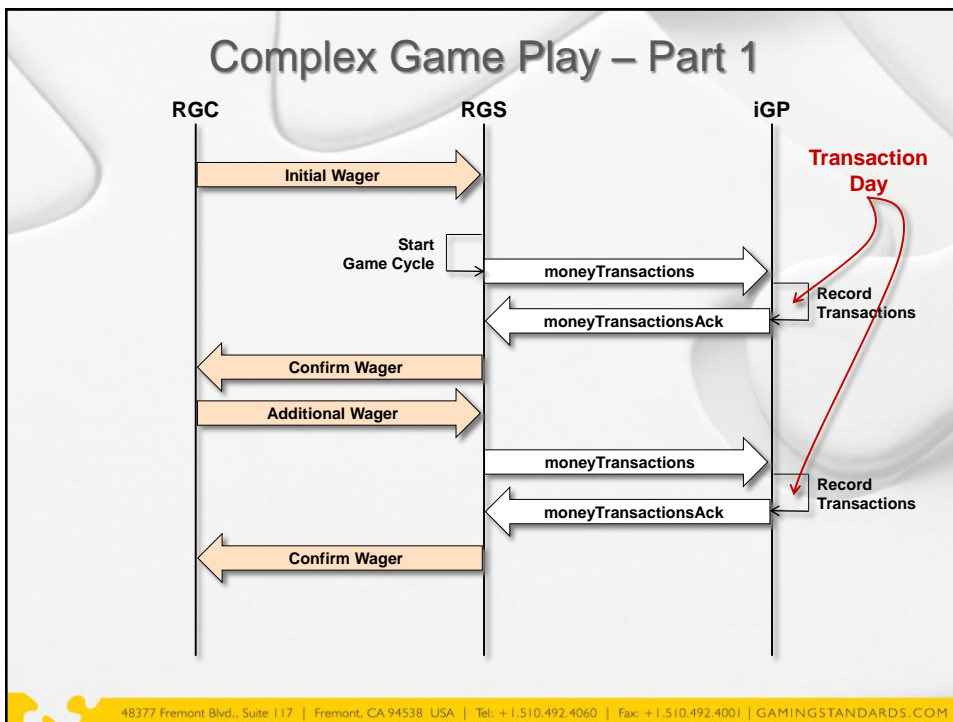 Complex Game Play – Part 1
RGC
RGS
iGP
Transaction
Day
Initial Wager
Start
Game Cycle
moneyTransactions
Record
Transactions
moneyTransactionsAck
Confirm Wager
Additional Wager
moneyTransactions
Record
Transactions
moneyTransactionsAck
Confirm Wager
48377 Fremont Blvd., Suite 117 | Fremont, CA 94538 USA | Tel: +1.510.492.4060 | Fax: +1.510.492.4001 | GAMINGSTANDARDS.COM